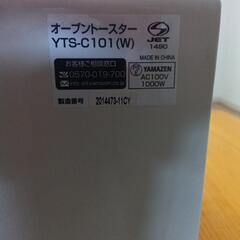 オーブントースター
YTS-C101(W)
JET
1490
MADE IN CHINA
お客様ご相談窓口
0570-019-700
YAMAZEN
AC100V
1000W
製造番号
2014473-11CY